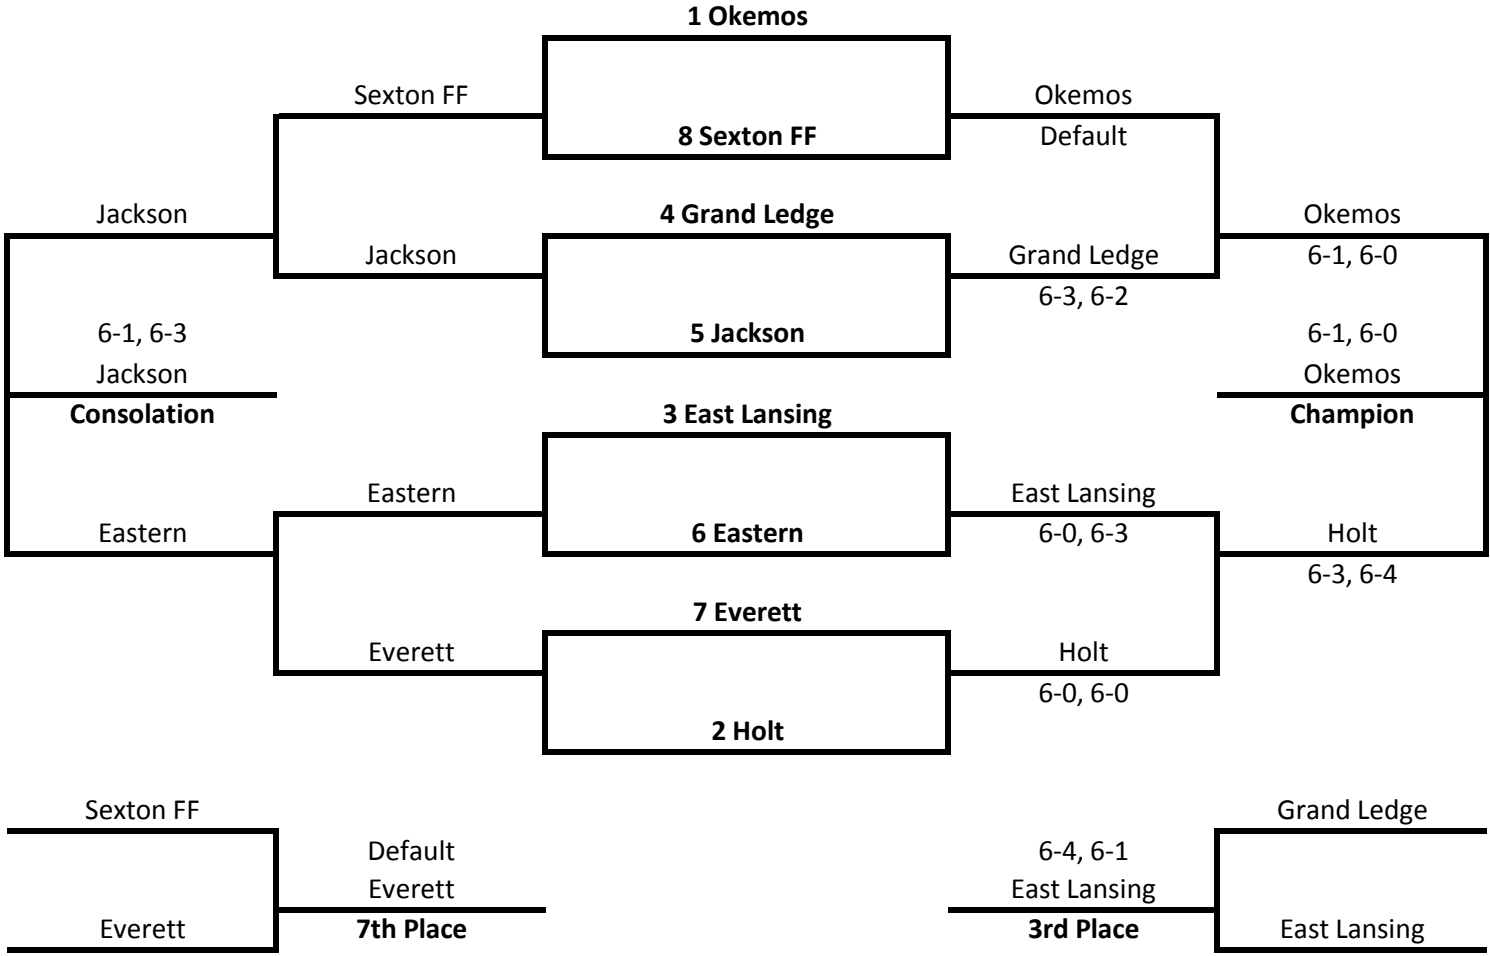 1 Okemos
Sexton FF
Okemos
8 Sexton FF
Default
Jackson
4 Grand Ledge
Okemos
Jackson
Grand Ledge
6-1, 6-0
6-3, 6-2
6-1, 6-3
5 Jackson
6-1, 6-0
Jackson
Okemos
Consolation
3 East Lansing
Champion
Eastern
East Lansing
Eastern
6 Eastern
6-0, 6-3
Holt
6-3, 6-4
7 Everett
Everett
Holt
6-0, 6-0
2 Holt
Sexton FF
Grand Ledge
Default
6-4, 6-1
Everett
East Lansing
Everett
7th Place
3rd Place
East Lansing